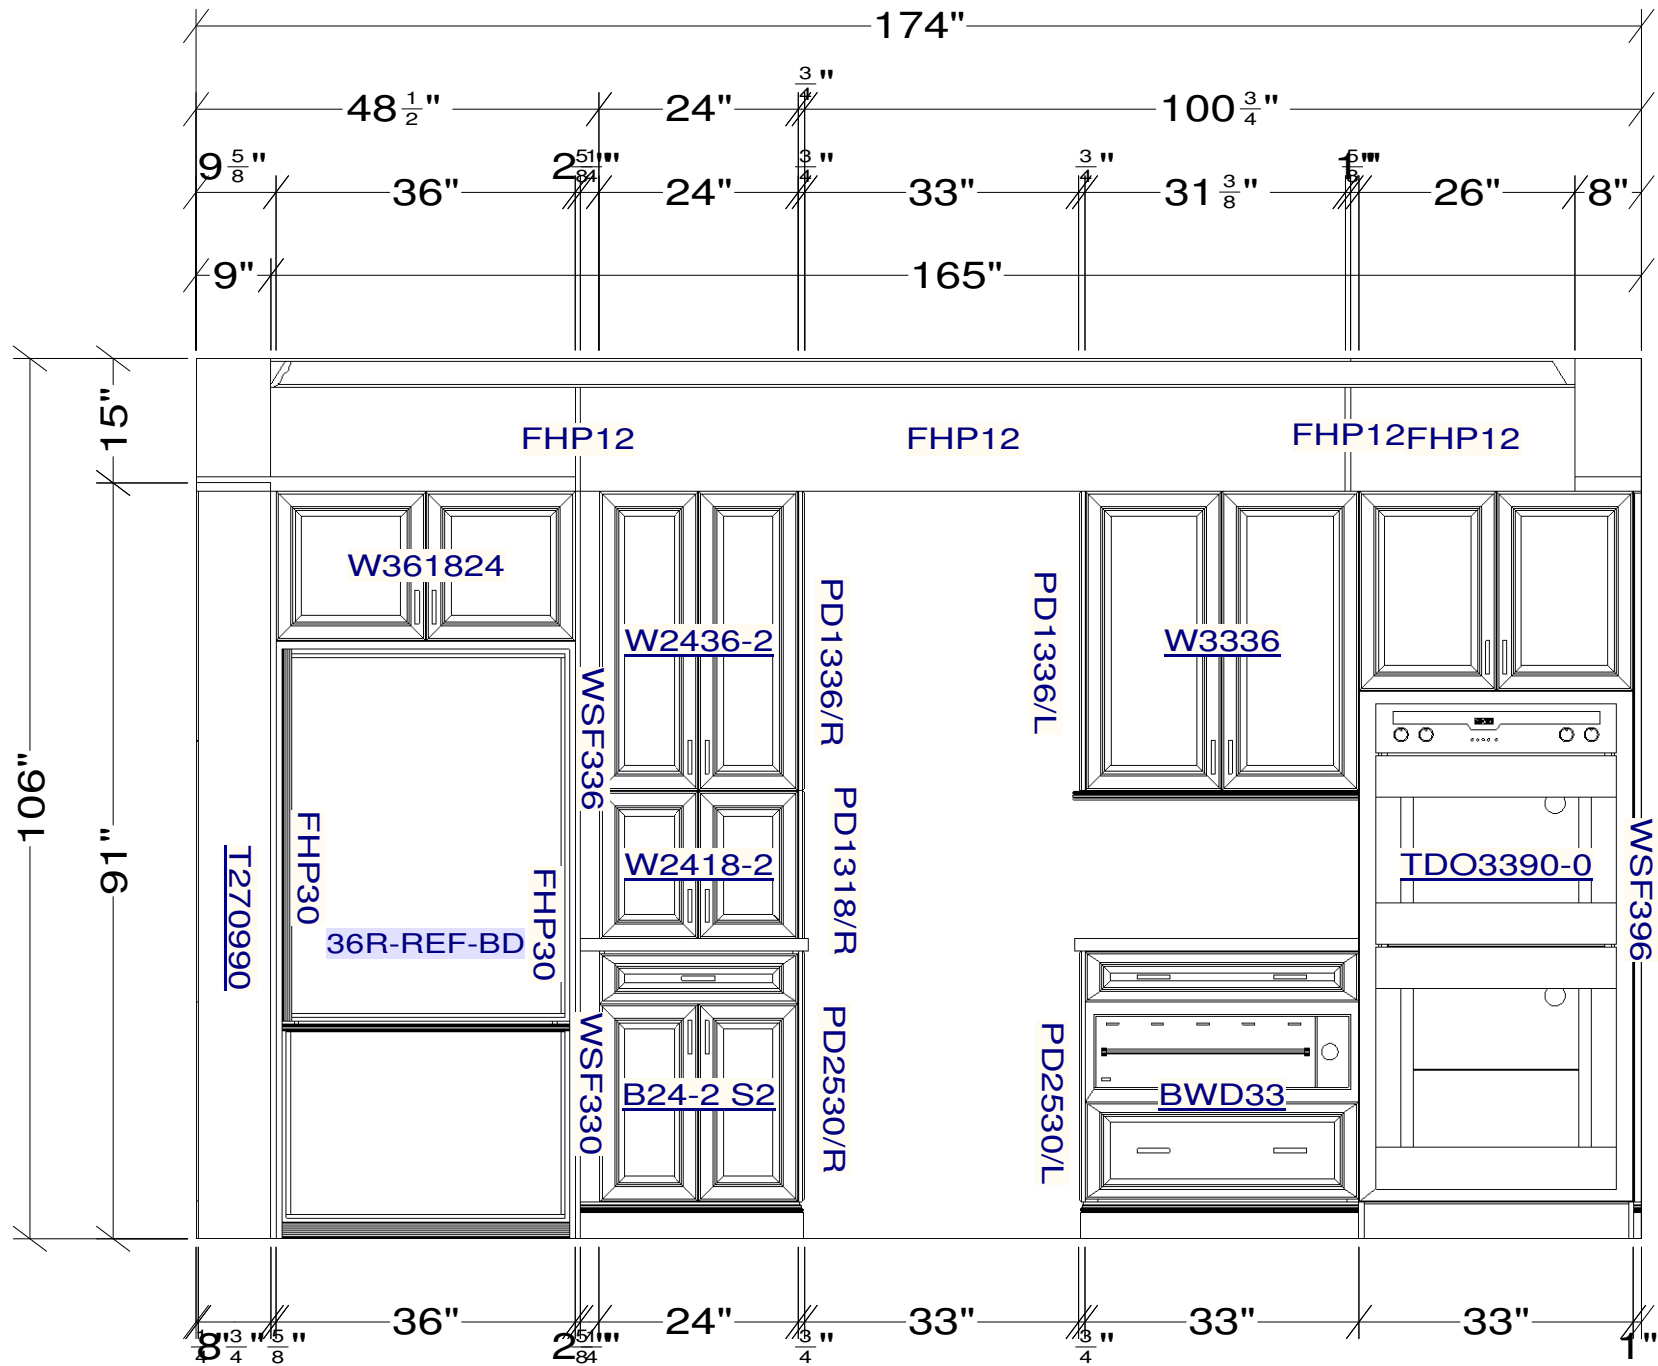 174"
48 1/2"
24"
3/4"
100 3/4"
9 5/8"
36"
24"
3/4"
33"
3/4"
31 3/8"
26"
8"
9"
165"
15"
FHP12
FHP12
FHP12
FHP12
106"
91"
W361824
W2436-2
PD1336/R
PD1336/L
W3336
WSF336
T270990
FHP30
36R-REF-BD
FHP30
W2418-2
PD1318/R
TDO3390-0
WSF3396
WSF330
B24-2 S2
PD2530/R
PD2530/L
BWD33
5/8"
36"
24"
3/4"
33"
3/4"
33"
33"
1"